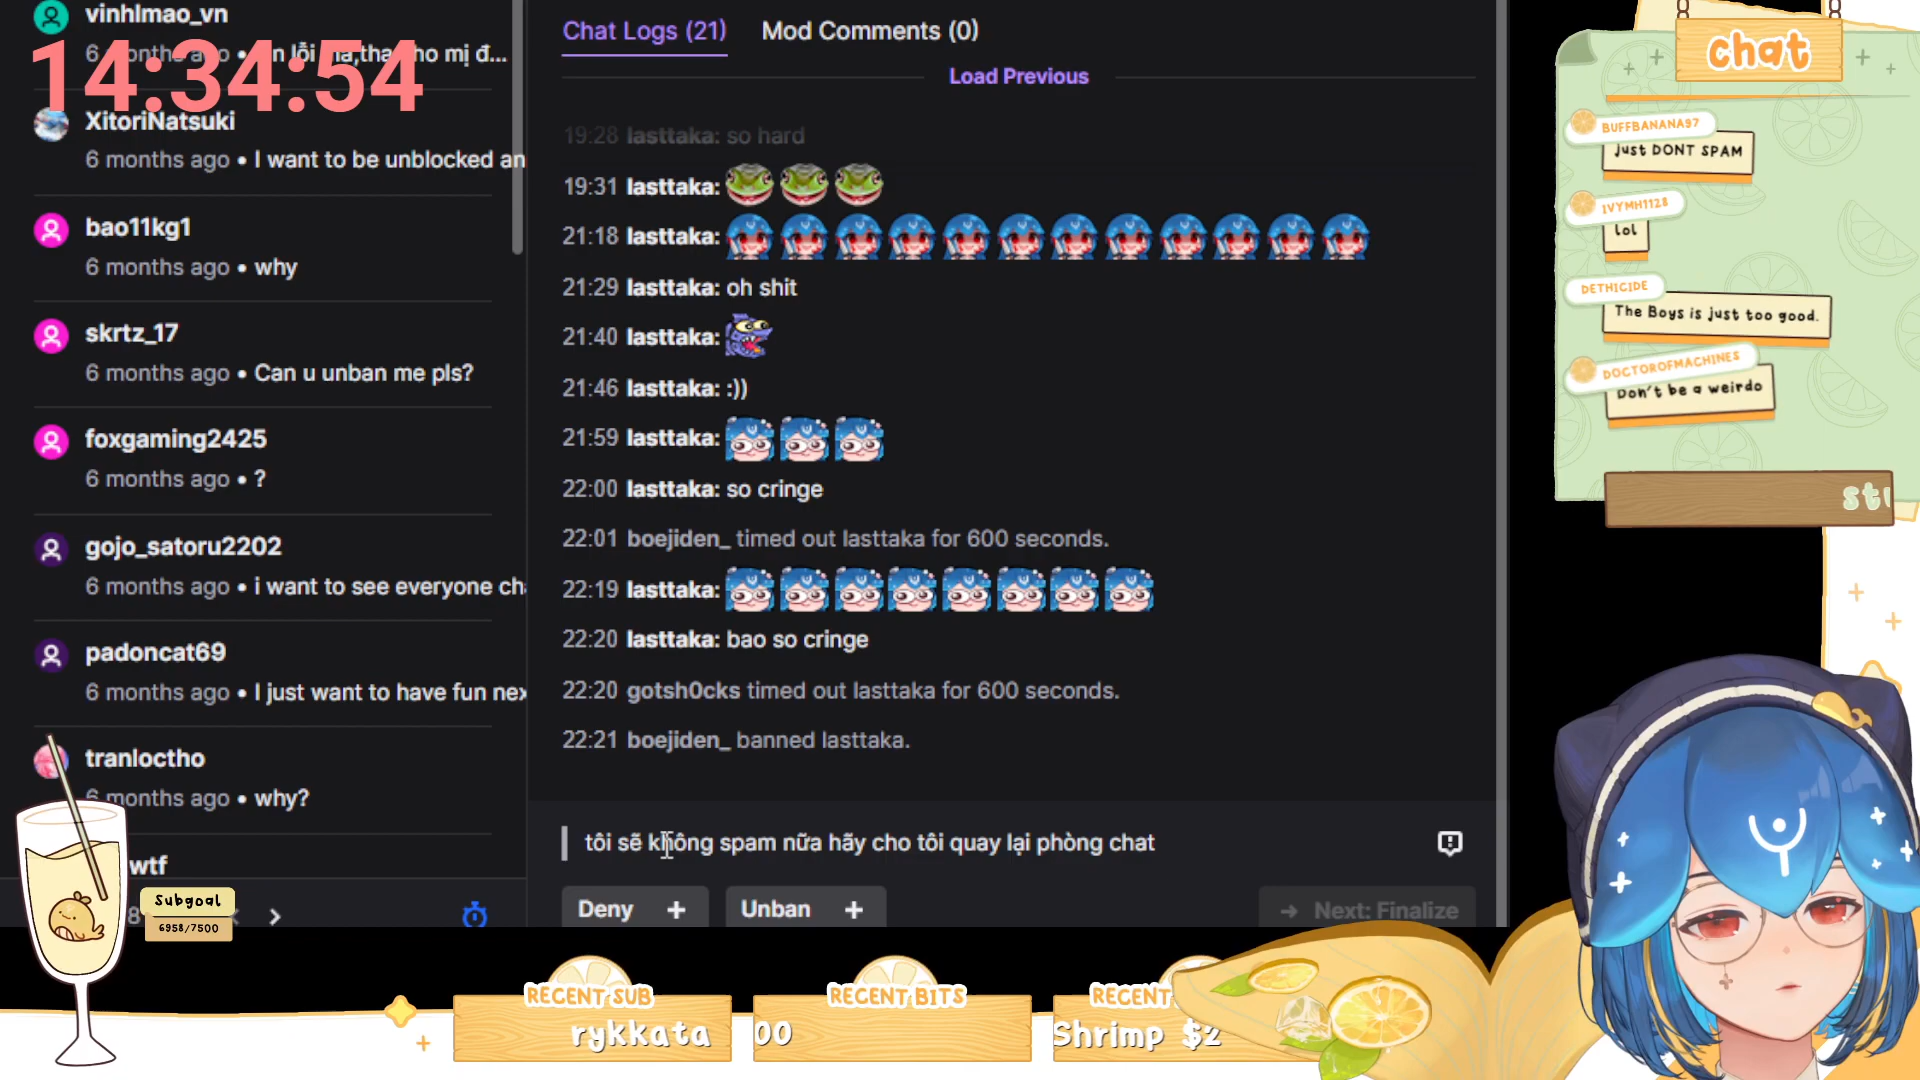 vinhlmao_vn
14:34:54
XitoriNatsuki
6 months ago • I want to be unblocked an
bao11kg1
6 months ago • why
skrtz_17
6 months ago • Can u unban me pls?
foxgaming2425
6 months ago • ?
gojo_satoru2202
6 months ago • i want to see everyone ch
padoncat69
6 months ago • I just want to have fun nex
tranloctho
6 months ago • why?
wtf
Subgoal
6958/7500
Chat Logs (21)
Mod Comments (0)
Load Previous
19:28 lasttaka: so hard
19:31 lasttaka:
21:18 lasttaka:
21:29 lasttaka: oh shit
21:40 lasttaka:
21:46 lasttaka: :))
21:59 lasttaka:
22:00 lasttaka: so cringe
22:01 boejiden_ timed out lasttaka for 600 seconds.
22:19 lasttaka:
22:20 lasttaka: bao so cringe
22:20 gotsh0cks timed out lasttaka for 600 seconds.
22:21 boejiden_ banned lasttaka.
tôi sẽ không spam nữa hãy cho tôi quay lại phòng chat
Deny +
Unban +
→ Next: Finalize
chat
BUFFBANANA97
Just DONT SPAM
IVYMH1128
lol
DETHICIDE
The Boys is just too good.
DOCTOROFMACHINES
Don't be a weirdo
RECENT SUB
rykkata
RECENT BITS
00
RECENT
Shrimp $2